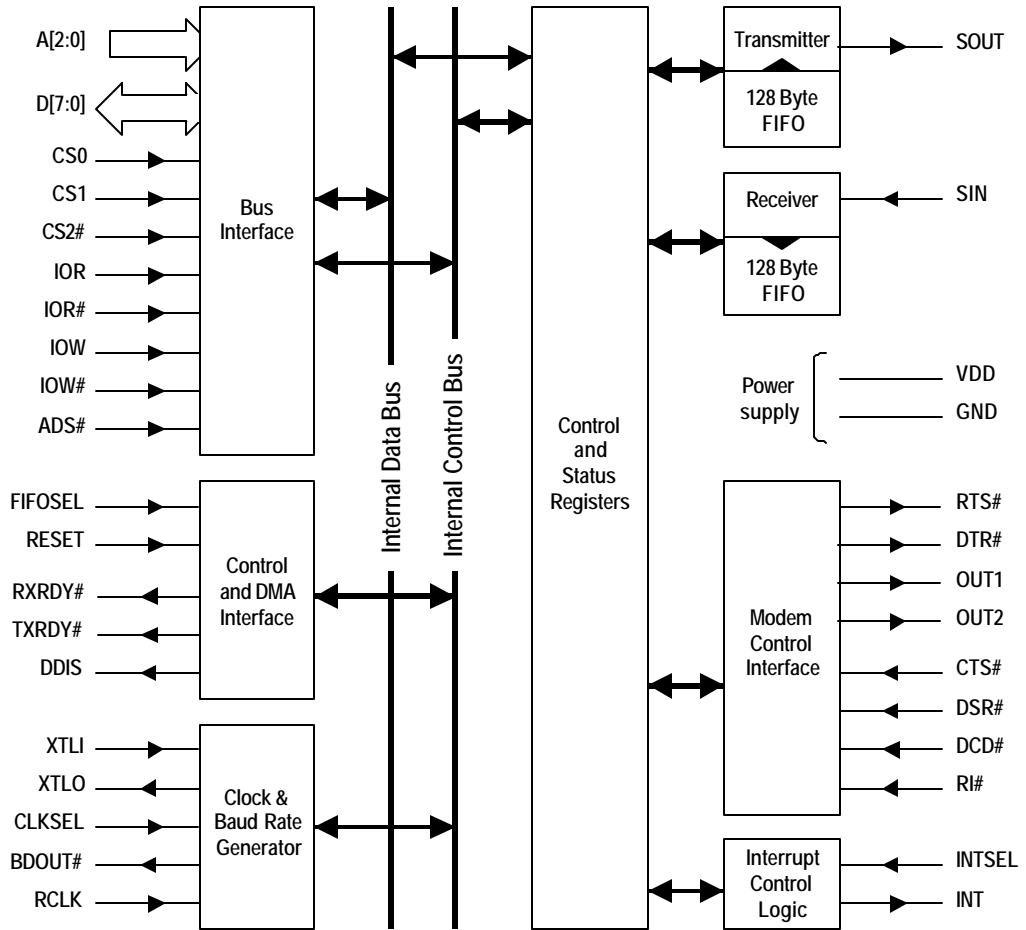 A[2:0]
D[7:0]
CS0
CS1
CS2#
IOR
IOR#
IOW
IOW#
ADS#
Bus
Interface
FIFOSEL
RESET
RXRDY#
TXRDY#
DDIS
Control
and DMA
Interface
XTLI
XTLO
CLKSEL
BDOUT#
RCLK
Clock &
Baud Rate
Generator
Internal Data Bus
Internal Control Bus
Control
and
Status
Registers
Transmitter
128 Byte
FIFO
SOUT
Receiver
128 Byte
FIFO
SIN
Power
supply
VDD
GND
Modem
Control
Interface
RTS#
DTR#
OUT1
OUT2
CTS#
DSR#
DCD#
RI#
Interrupt
Control
Logic
INTSEL
INT